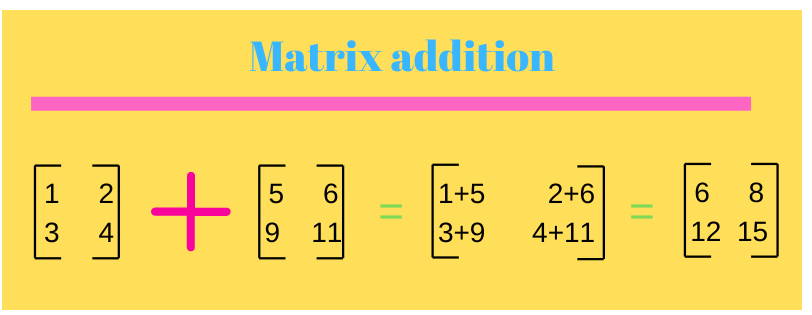 Matrix addition
1 2 + 5 6 = 1+5 2+6 = 6 8
3 4 9 11 3+9 4+11 12 15